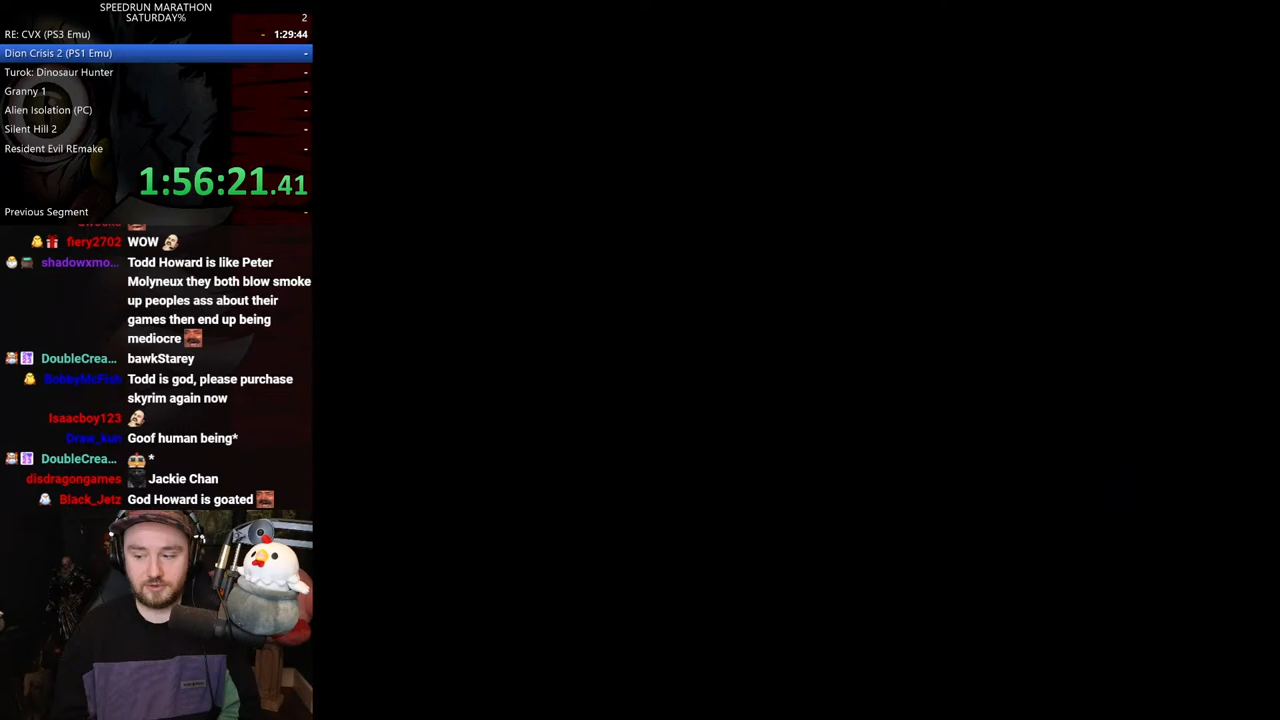 SPEEDRUN MARATHON
SATURDAY%
2
RE: CVX (PS3 Emu) - 1:29:44
Dion Crisis 2 (PS1 Emu) -
Turok: Dinosaur Hunter -
Granny 1 -
Alien Isolation (PC) -
Silent Hill 2 -
Resident Evil REmake -
1:56:21.41
Previous Segment -
fiery2702 WOW
shadowxmo... Todd Howard is like Peter
Molyneux they both blow smoke
up peoples ass about their
games then end up being
mediocre
DoubleCrea... bawkStarey
BobbyMcFish Todd is god, please purchase
skyrim again now
Isaacboy123
Draw_kun Goof human being*
DoubleCrea... *
disdragongames Jackie Chan
Black_Jetz God Howard is goated